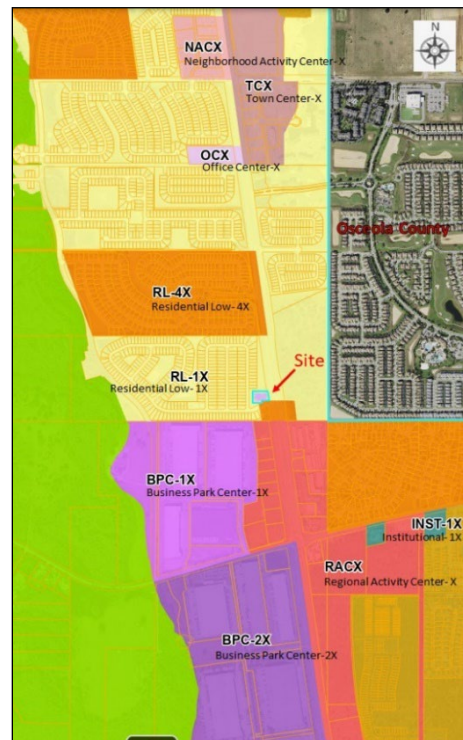 N
NACX
Neighborhood Activity Center-X
TCX
Town Center-X
OCX
Office Center-X
Osceola County
RL-4X
Residential Low- 4X
Site
RL-1X
Residential Low- 1X
BPC-1X
Business Park Center-1X
INST-1X
Institutional- 1X
RACX
Regional Activity Center- X
BPC-2X
Business Park Center-2X